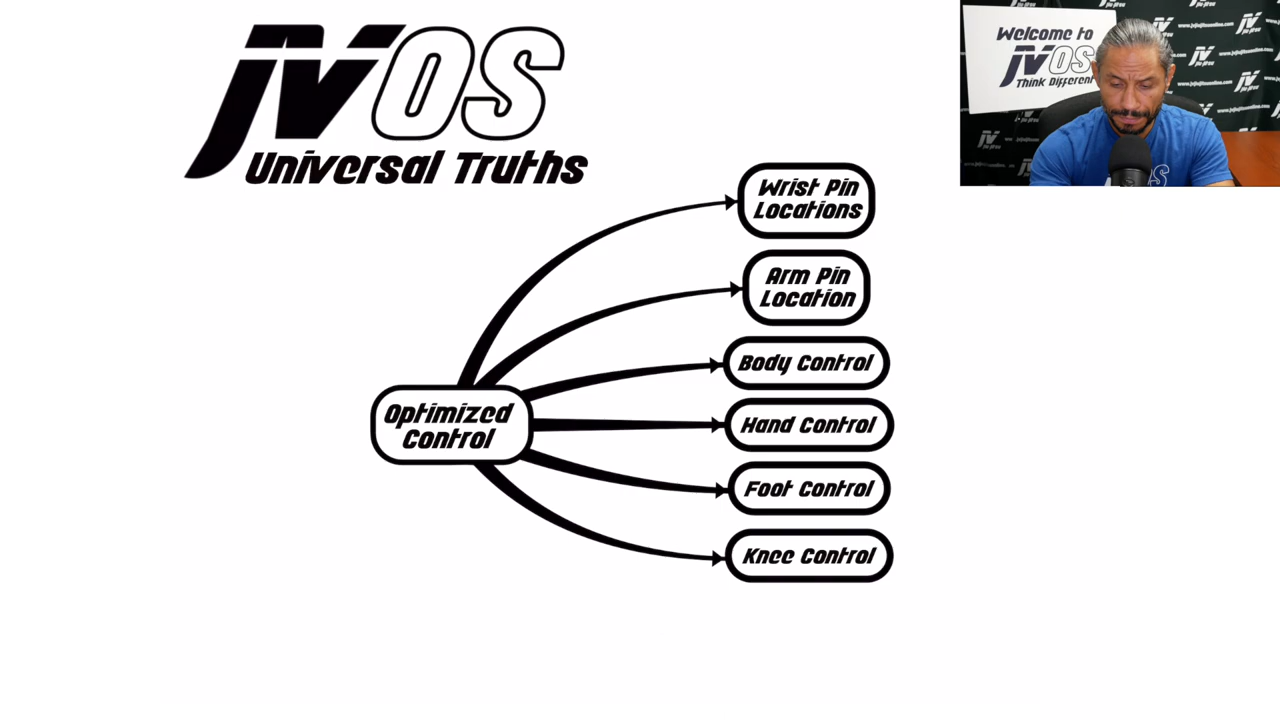 JVOS
Universal Truths
Welcome to
JVOS
Think Different
Wrist Pin
Locations
Arm Pin
Location
Body Control
Optimized
Control
Hand Control
Foot Control
Knee Control